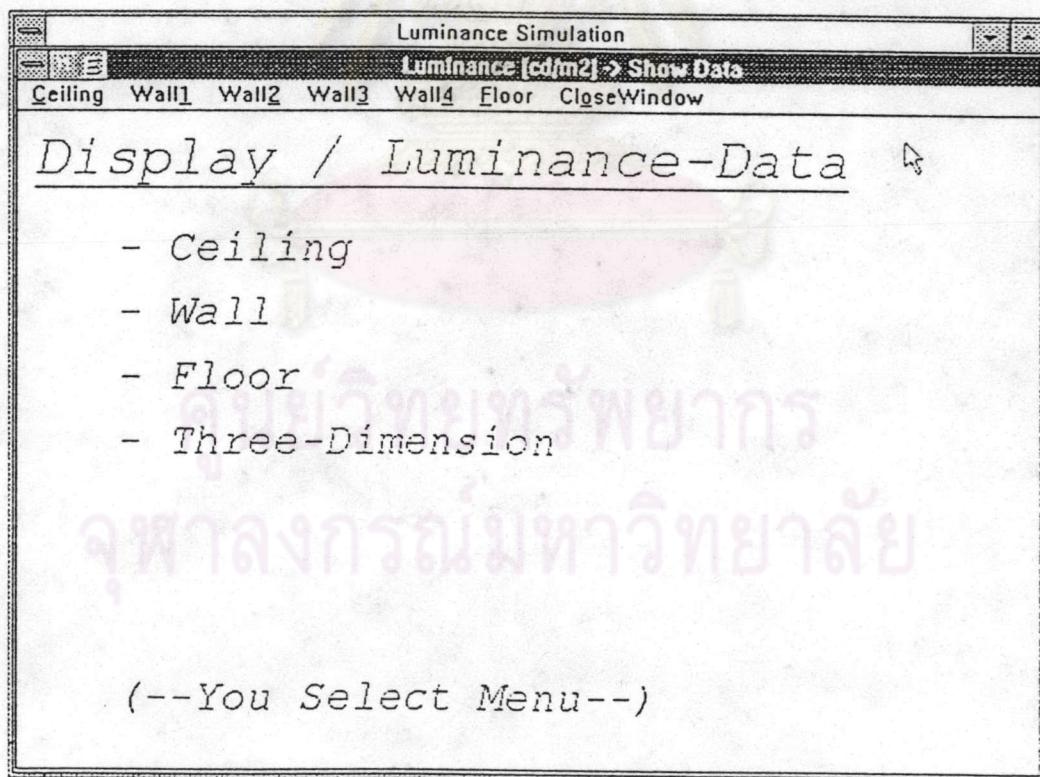 Luminance Simulation
Luminance [cd/m2] -> Show Data
Ceiling Wall1 Wall2 Wall3 Wall4 Floor CloseWindow
Display / Luminance-Data
- Ceiling
- Wall
- Floor
- Three-Dimension
ศูนย์วิทยทรัพยากร
จุฬาลงกรณ์มหาวิทยาลัย
(--You Select Menu--)